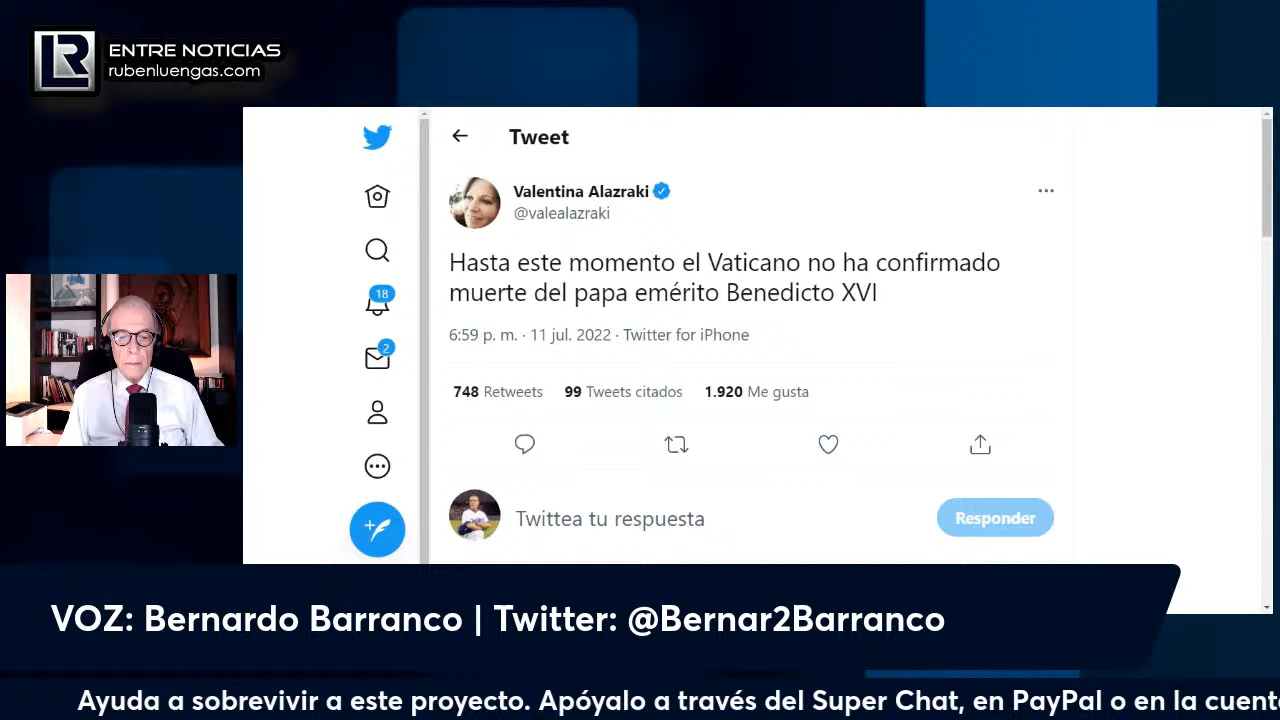 LR
ENTRE NOTICIAS
rubenluengas.com
Tweet
Valentina Alazraki
@valealazraki
Hasta este momento el Vaticano no ha confirmado
muerte del papa emérito Benedicto XVI
6:59 p. m. · 11 jul. 2022 · Twitter for iPhone
748 Retweets 99 Tweets citados 1.920 Me gusta
18
2
Twittea tu respuesta
Responder
VOZ: Bernardo Barranco | Twitter: @Bernar2Barranco
Ayuda a sobrevivir a este proyecto. Apóyalo a través del Super Chat, en PayPal o en la cuent